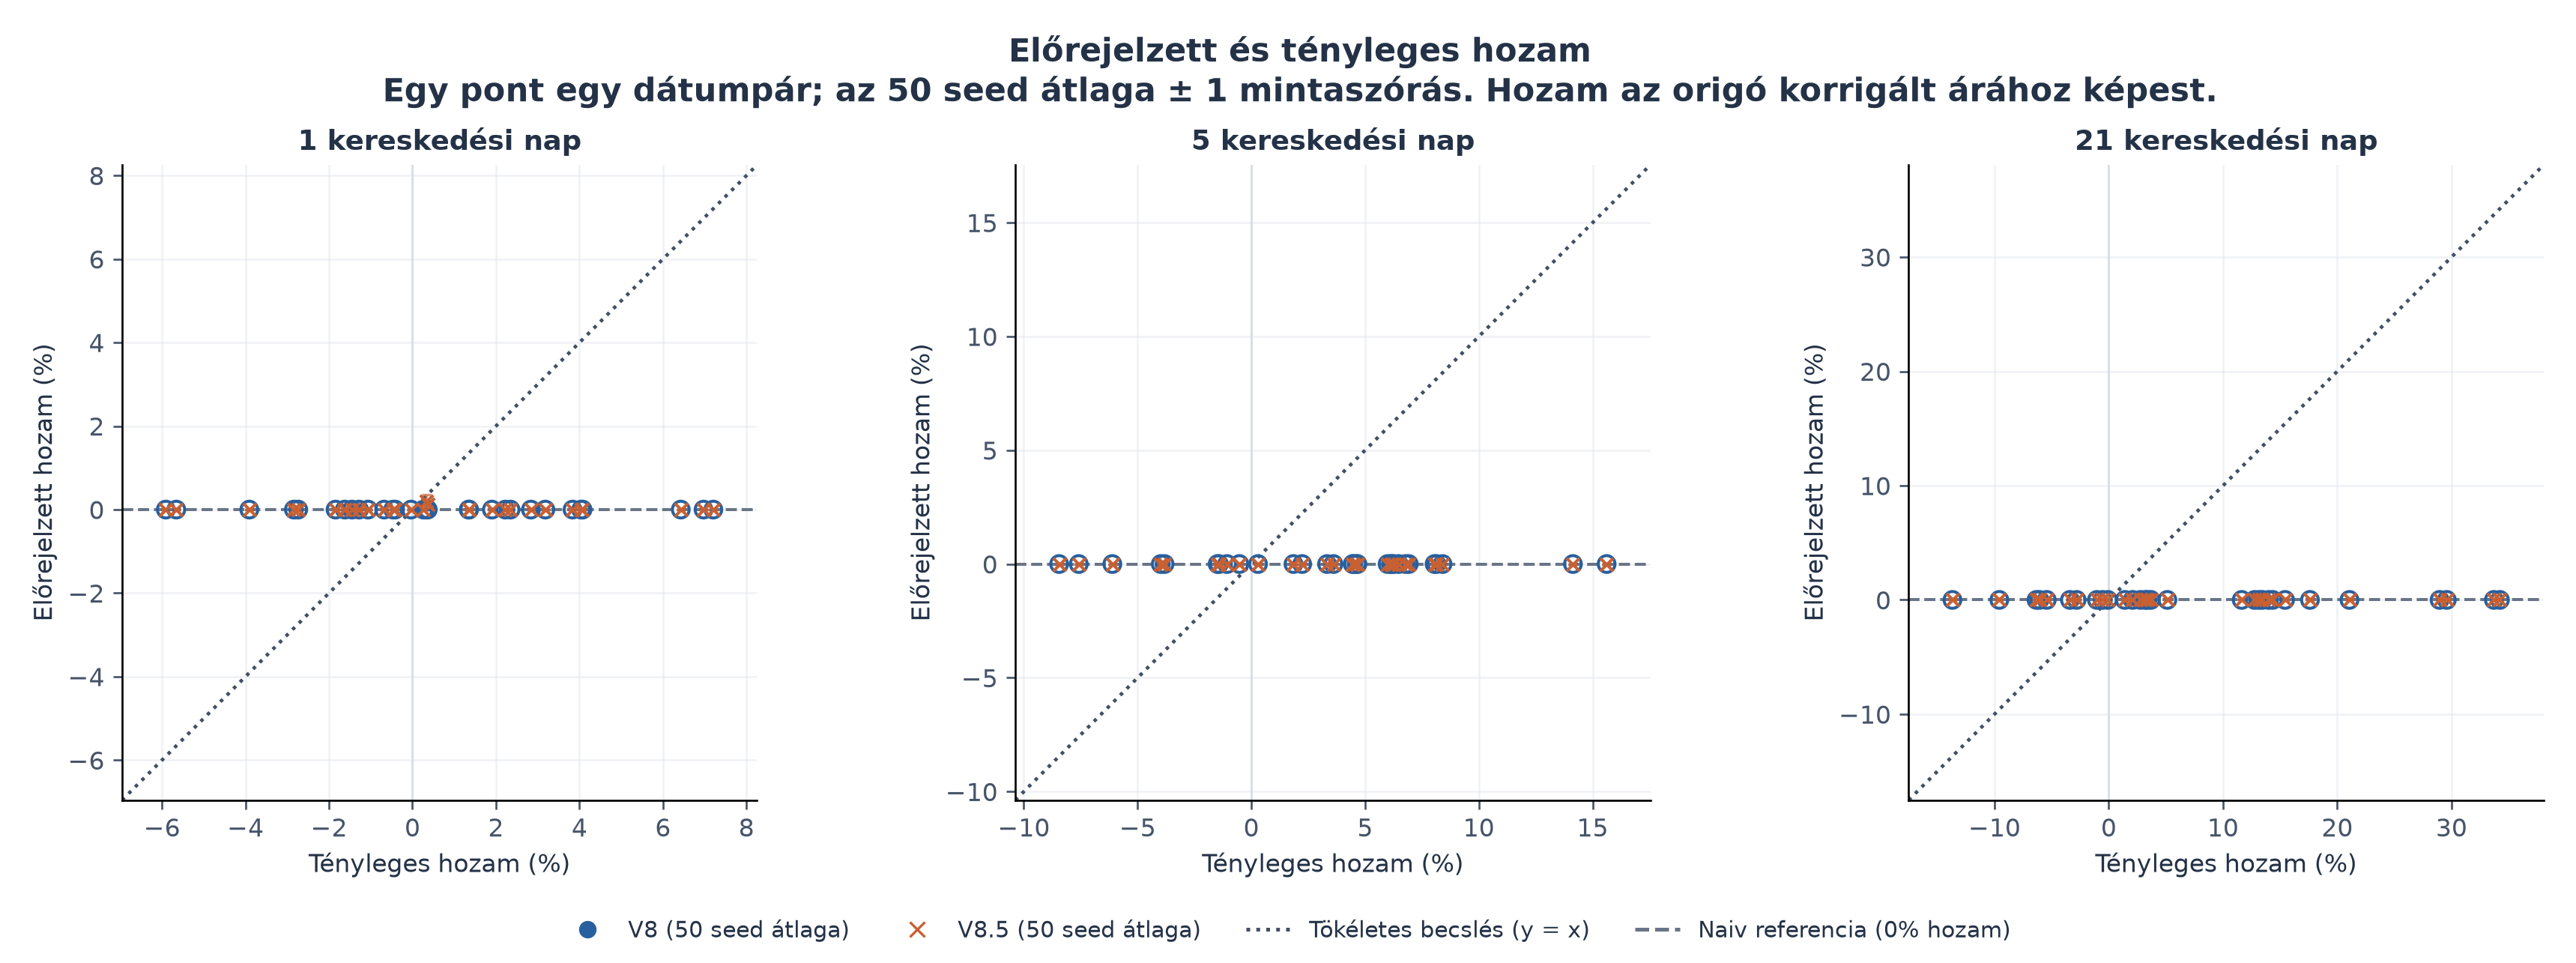 Előrejelzett és tényleges hozam
Egy pont egy dátumpár; az 50 seed átlaga ± 1 mintaszórás. Hozam az origó korrigált árához képest.
1 kereskedési nap
8
6
4
2
0
−2
−4
−6
Előrejelzett hozam (%)
−6 −4 −2 0 2 4 6 8
Tényleges hozam (%)
5 kereskedési nap
15
10
5
0
−5
−10
Előrejelzett hozam (%)
−10 −5 0 5 10 15
Tényleges hozam (%)
21 kereskedési nap
30
20
10
0
−10
Előrejelzett hozam (%)
−10 0 10 20 30
Tényleges hozam (%)
V8 (50 seed átlaga) V8.5 (50 seed átlaga) Tökéletes becslés (y = x) Naiv referencia (0% hozam)